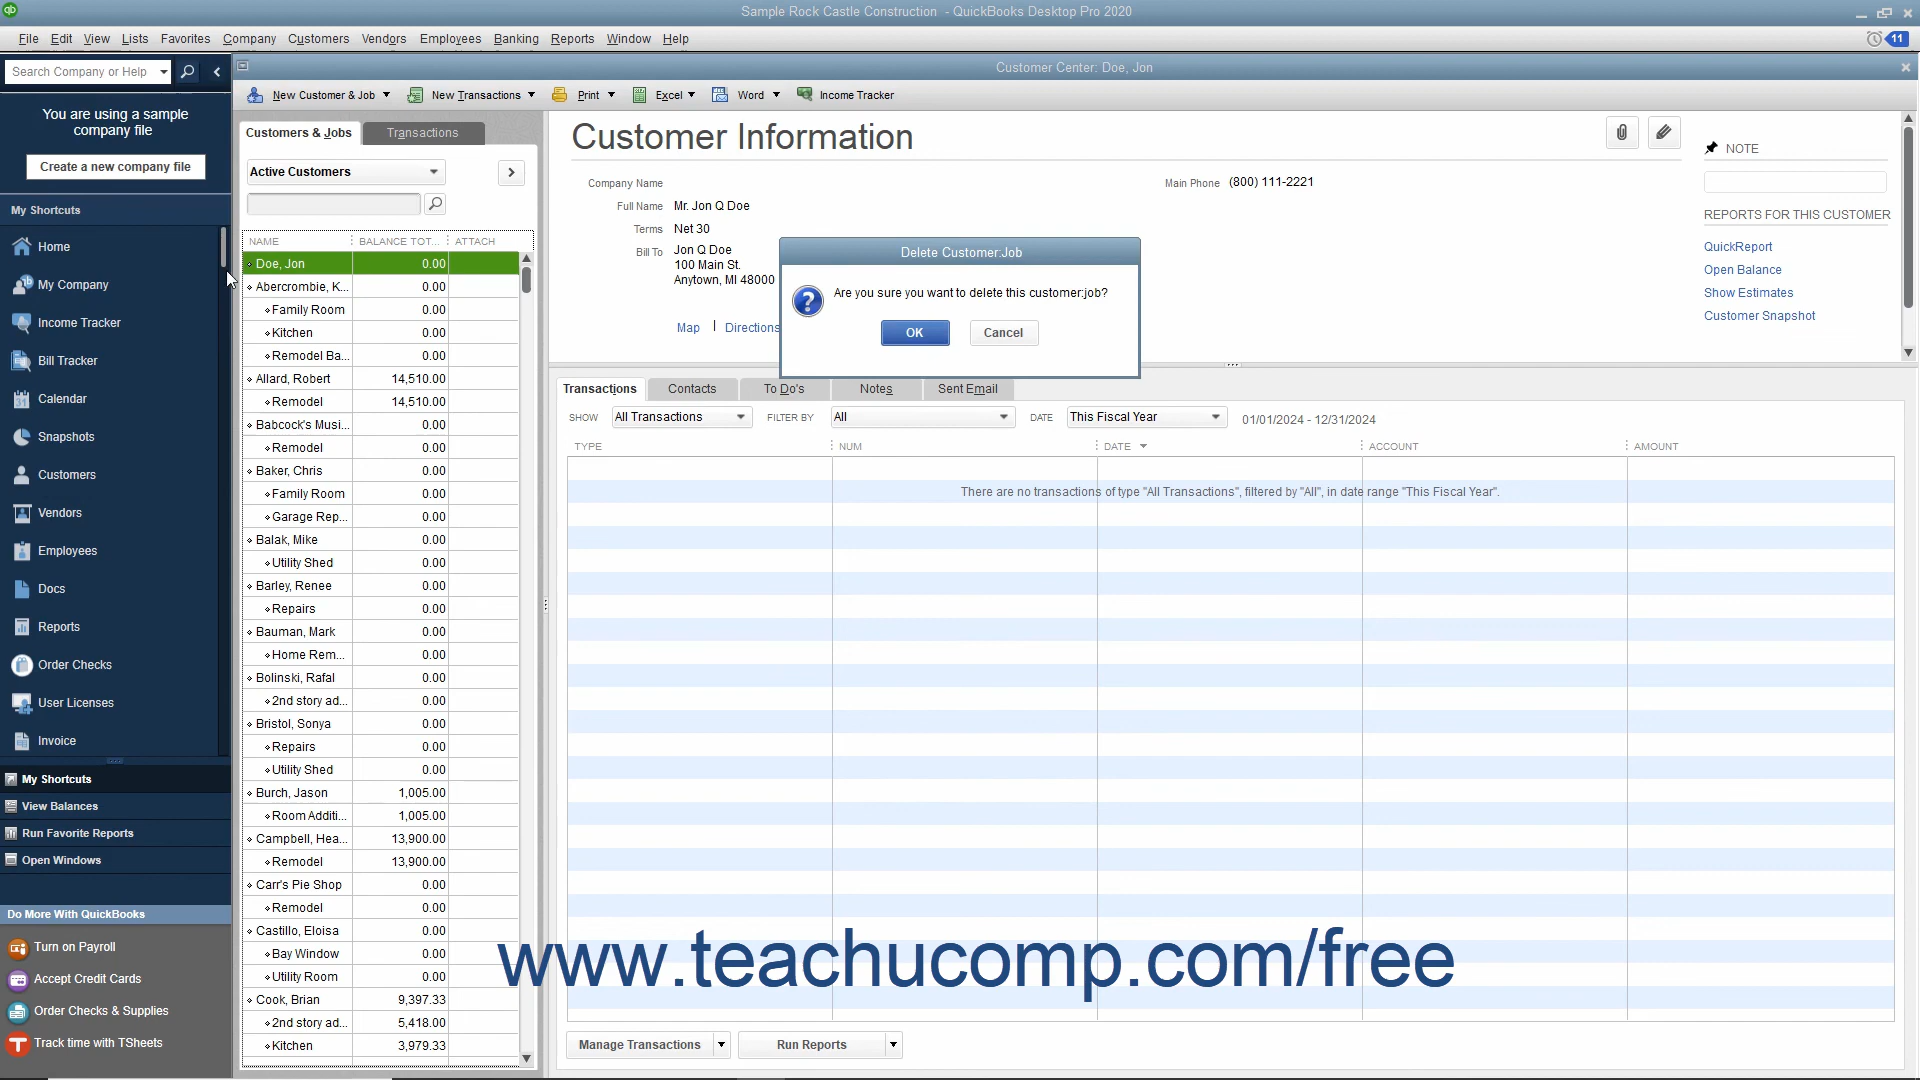 Sample Rock Castle Construction - QuickBooks Desktop Pro 2020
File Edit View Lists Favorites Company Customers Vendors Employees Banking Reports Window Help
11
Search Company or Help
Customer Center: Doe, Jon
New Customer & Job New Transactions Print Excel Word Income Tracker
You are using a sample
company file
Create a new company file
My Shortcuts
Home
My Company
Income Tracker
Bill Tracker
Calendar
Snapshots
Customers
Vendors
Employees
Docs
Reports
Order Checks
User Licenses
Invoice
My Shortcuts
View Balances
Run Favorite Reports
Open Windows
Do More With QuickBooks
Turn on Payroll
Accept Credit Cards
Order Checks & Supplies
Track time with TSheets
Customers & Jobs Transactions
Active Customers
NAME BALANCE TOT... ATTACH
Doe, Jon 0.00
Abercrombie, K... 0.00
Family Room 0.00
Kitchen 0.00
Remodel Ba... 0.00
Allard, Robert 14,510.00
Remodel 14,510.00
Babcock's Musi... 0.00
Remodel 0.00
Baker, Chris 0.00
Family Room 0.00
Garage Rep... 0.00
Balak, Mike 0.00
Utility Shed 0.00
Barley, Renee 0.00
Repairs 0.00
Bauman, Mark 0.00
Home Rem... 0.00
Bolinski, Rafal 0.00
2nd story ad... 0.00
Bristol, Sonya 0.00
Repairs 0.00
Utility Shed 0.00
Burch, Jason 1,005.00
Room Additi... 1,005.00
Campbell, Hea... 13,900.00
Remodel 13,900.00
Carr's Pie Shop 0.00
Remodel 0.00
Castillo, Eloisa 0.00
Bay Window 0.00
Utility Room 0.00
Cook, Brian 9,397.33
2nd story ad... 5,418.00
Kitchen 3,979.33
Customer Information
Company Name
Full Name Mr. Jon Q Doe
Terms Net 30
Bill To Jon Q Doe
100 Main St.
Anytown, MI 48000
Map | Directions
Main Phone (800) 111-2221
NOTE
REPORTS FOR THIS CUSTOMER
QuickReport
Open Balance
Show Estimates
Customer Snapshot
Delete Customer:Job
Are you sure you want to delete this customer:job?
OK Cancel
Transactions Contacts To Do's Notes Sent Email
SHOW All Transactions FILTER BY All DATE This Fiscal Year 01/01/2024 - 12/31/2024
TYPE NUM DATE ACCOUNT AMOUNT
There are no transactions of type "All Transactions", filtered by "All", in date range "This Fiscal Year".
www.teachucomp.com/free
Manage Transactions Run Reports